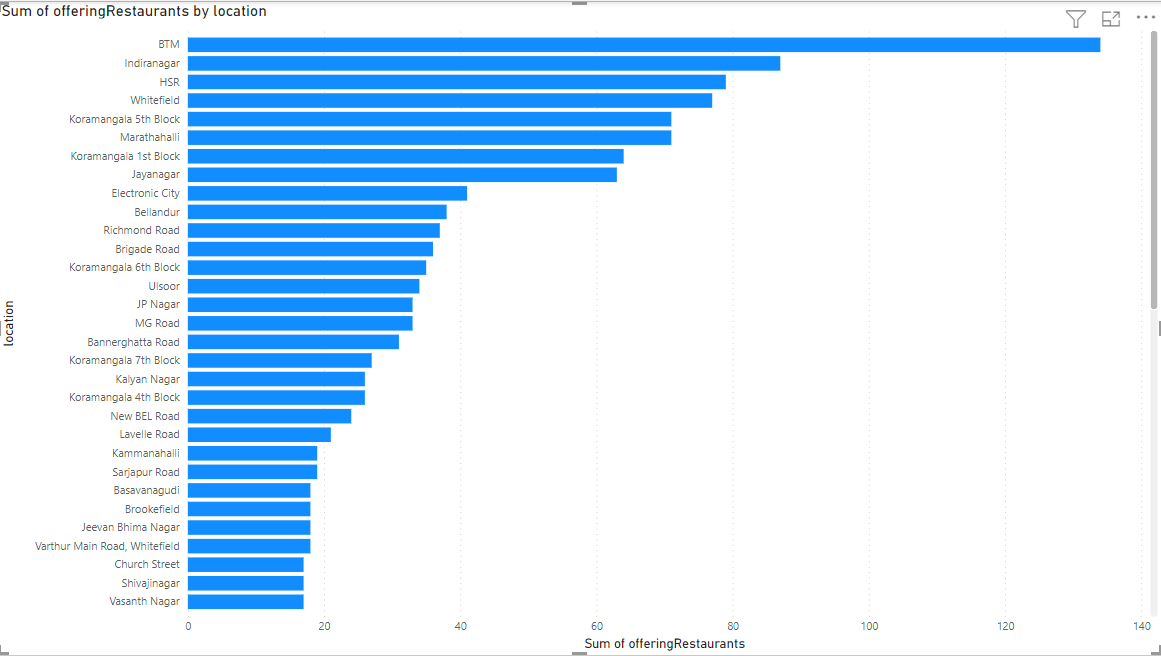 Sum of offeringRestaurants by location
BTM
Indiranagar
HSR
Whitefield
Koramangala 5th Block
Marathahalli
Koramangala 1st Block
Jayanagar
Electronic City
Bellandur
Richmond Road
Brigade Road
Koramangala 6th Block
Ulsoor
JP Nagar
MG Road
Bannerghatta Road
Koramangala 7th Block
Kalyan Nagar
Koramangala 4th Block
New BEL Road
Lavelle Road
Kammanahalli
Sarjapur Road
Basavanagudi
Brookefield
Jeevan Bhima Nagar
Varthur Main Road, Whitefield
Church Street
Shivajinagar
Vasanth Nagar
location
0 20 40 60 80 100 120 140
Sum of offeringRestaurants